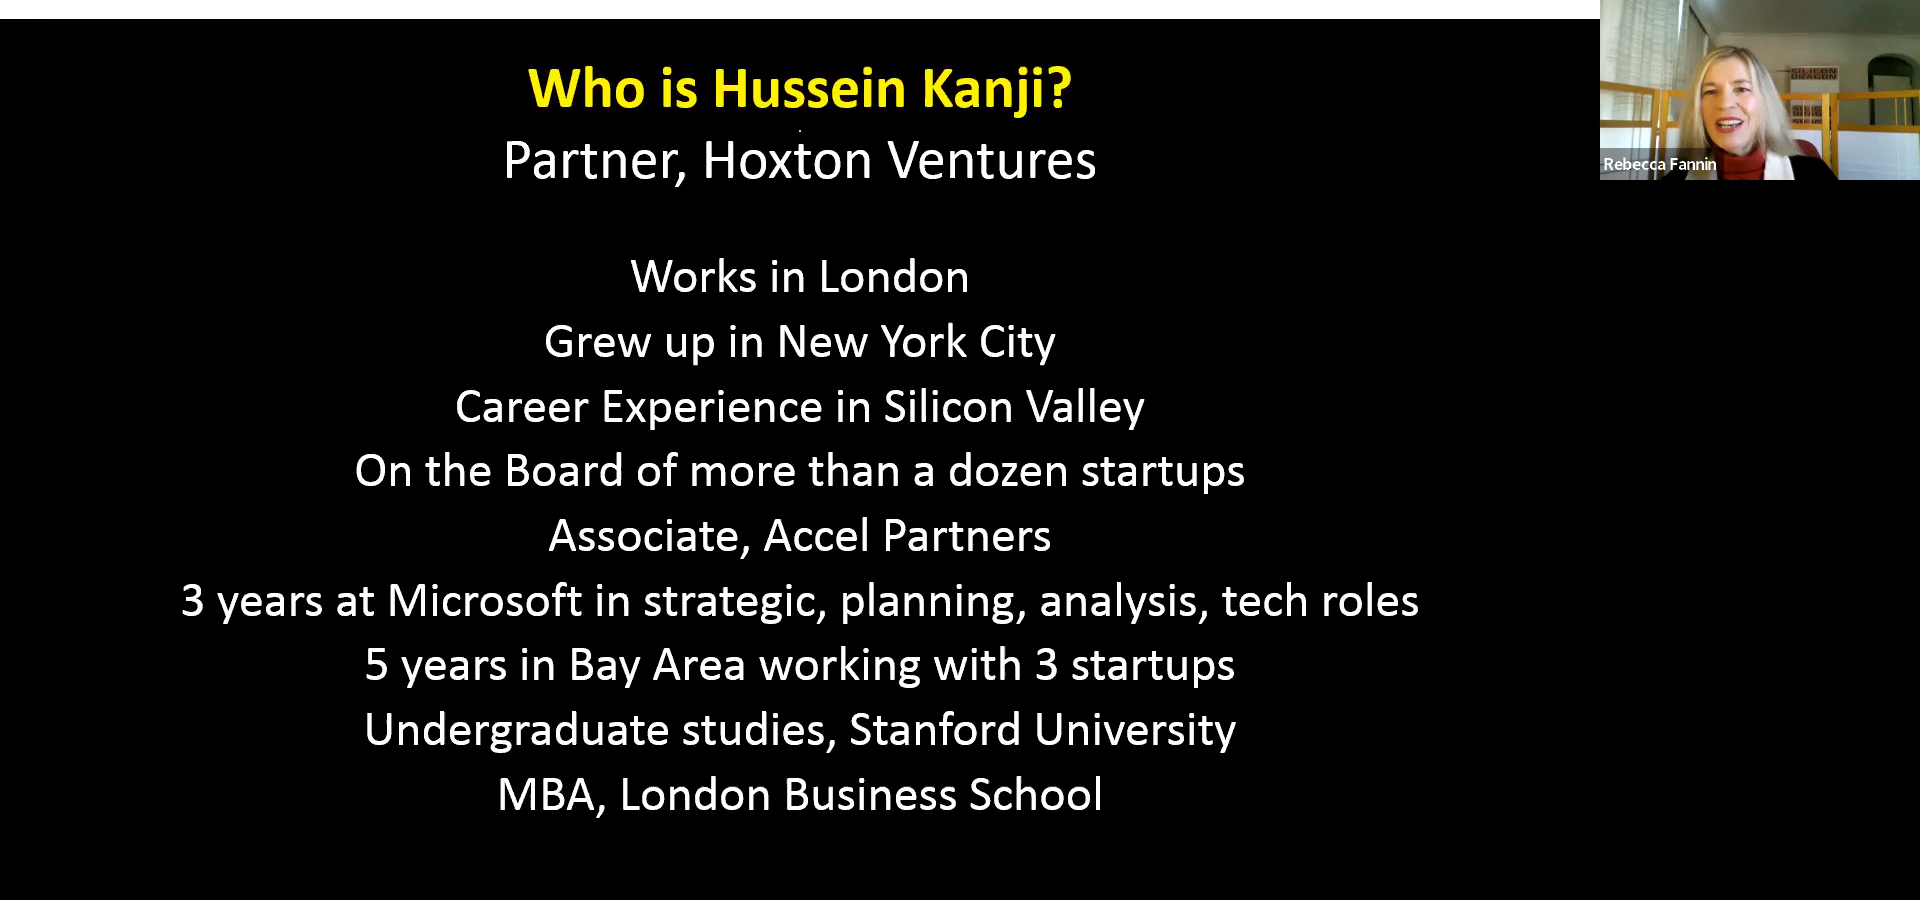 Who is Hussein Kanji?
Partner, Hoxton Ventures
Works in London
Grew up in New York City
Career Experience in Silicon Valley
On the Board of more than a dozen startups
Associate, Accel Partners
3 years at Microsoft in strategic, planning, analysis, tech roles
5 years in Bay Area working with 3 startups
Undergraduate studies, Stanford University
MBA, London Business School
SILICON
DRAGON
Rebecca Fannin